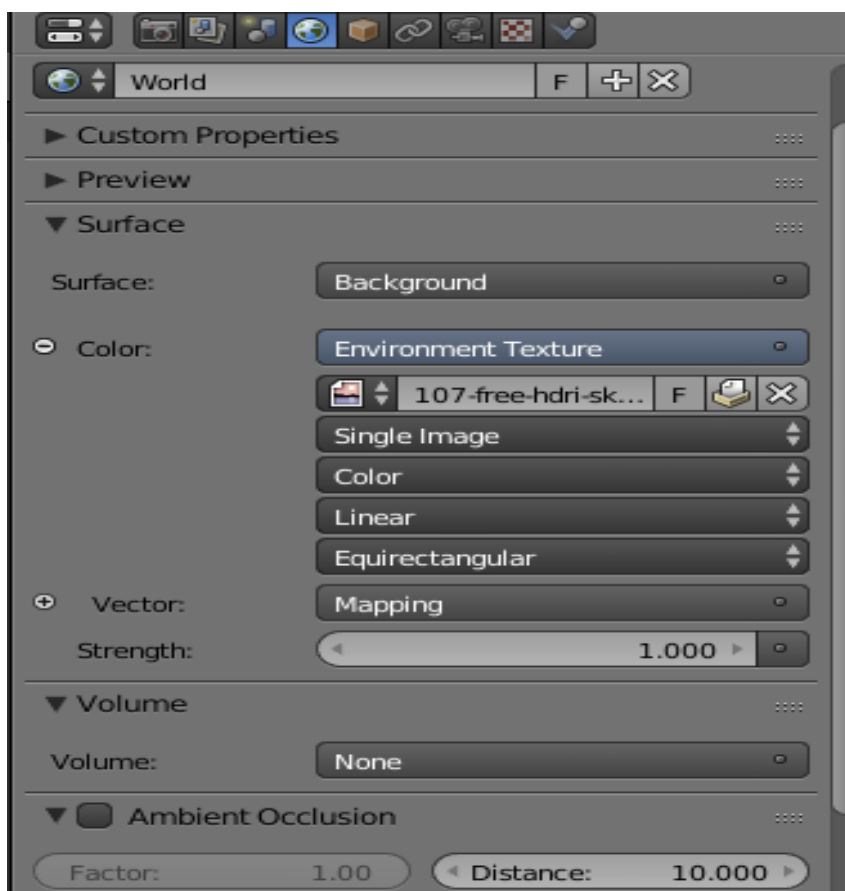 World F
Custom Properties
Preview
Surface
Surface: Background
Color: Environment Texture
107-free-hdri-sk... F
Single Image
Color
Linear
Equirectangular
Vector: Mapping
Strength: 1.000
Volume
Volume: None
Ambient Occlusion
Factor: 1.00 Distance: 10.000